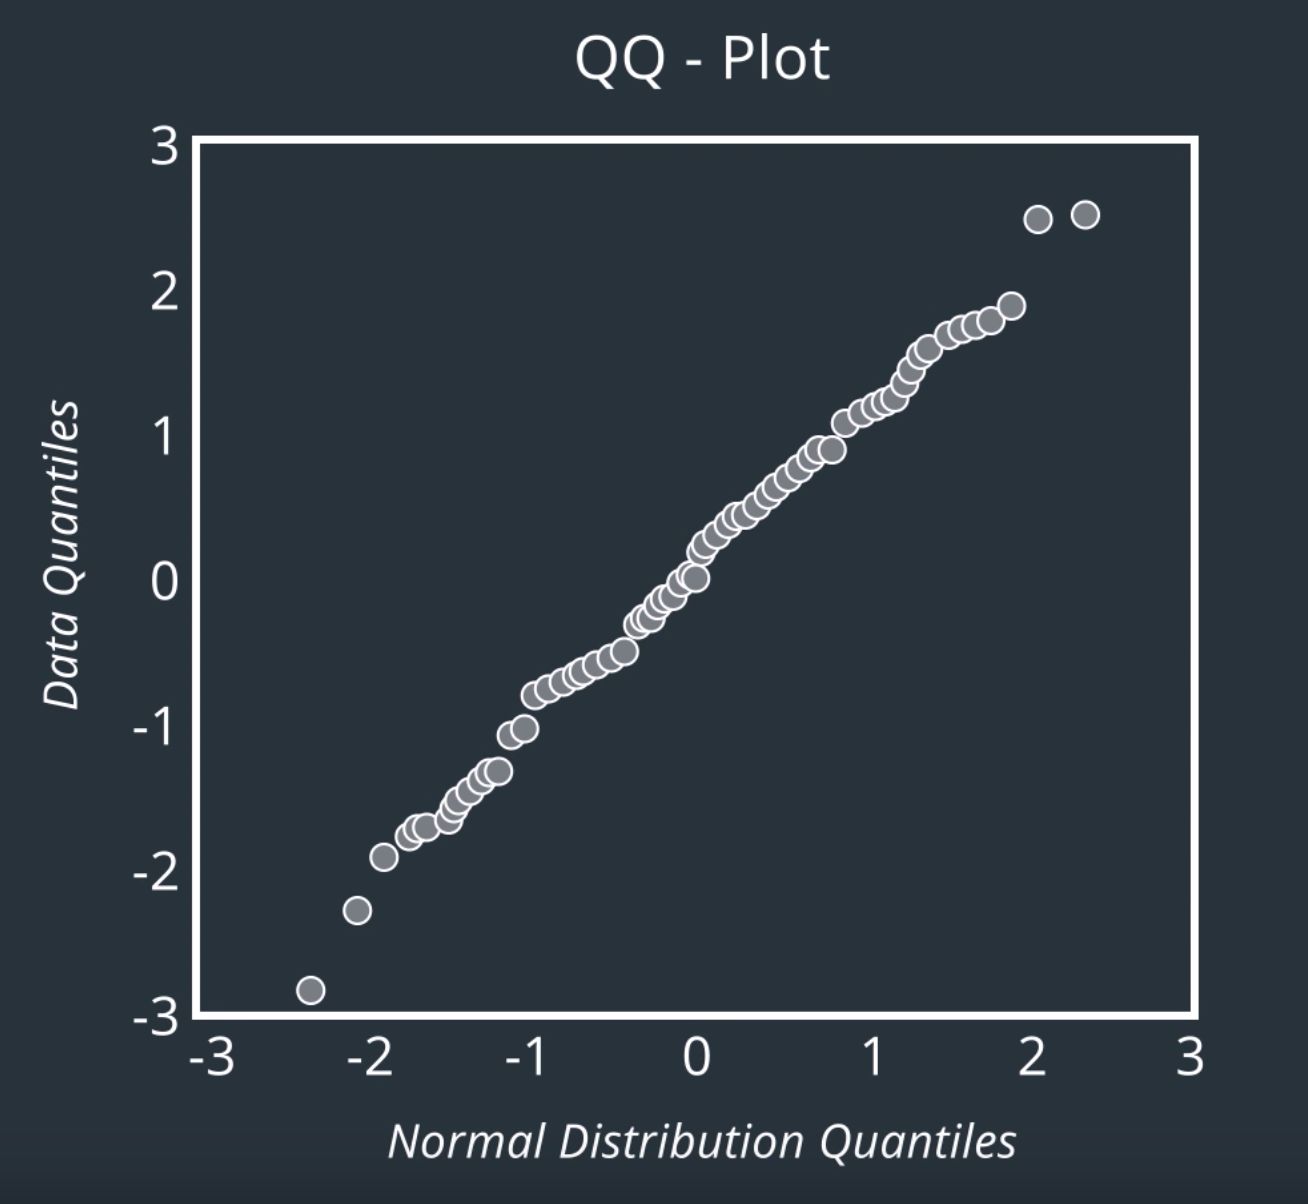 QQ - Plot
3
2
1
0
-1
-2
-3
Data Quantiles
-3 -2 -1 0 1 2 3
Normal Distribution Quantiles